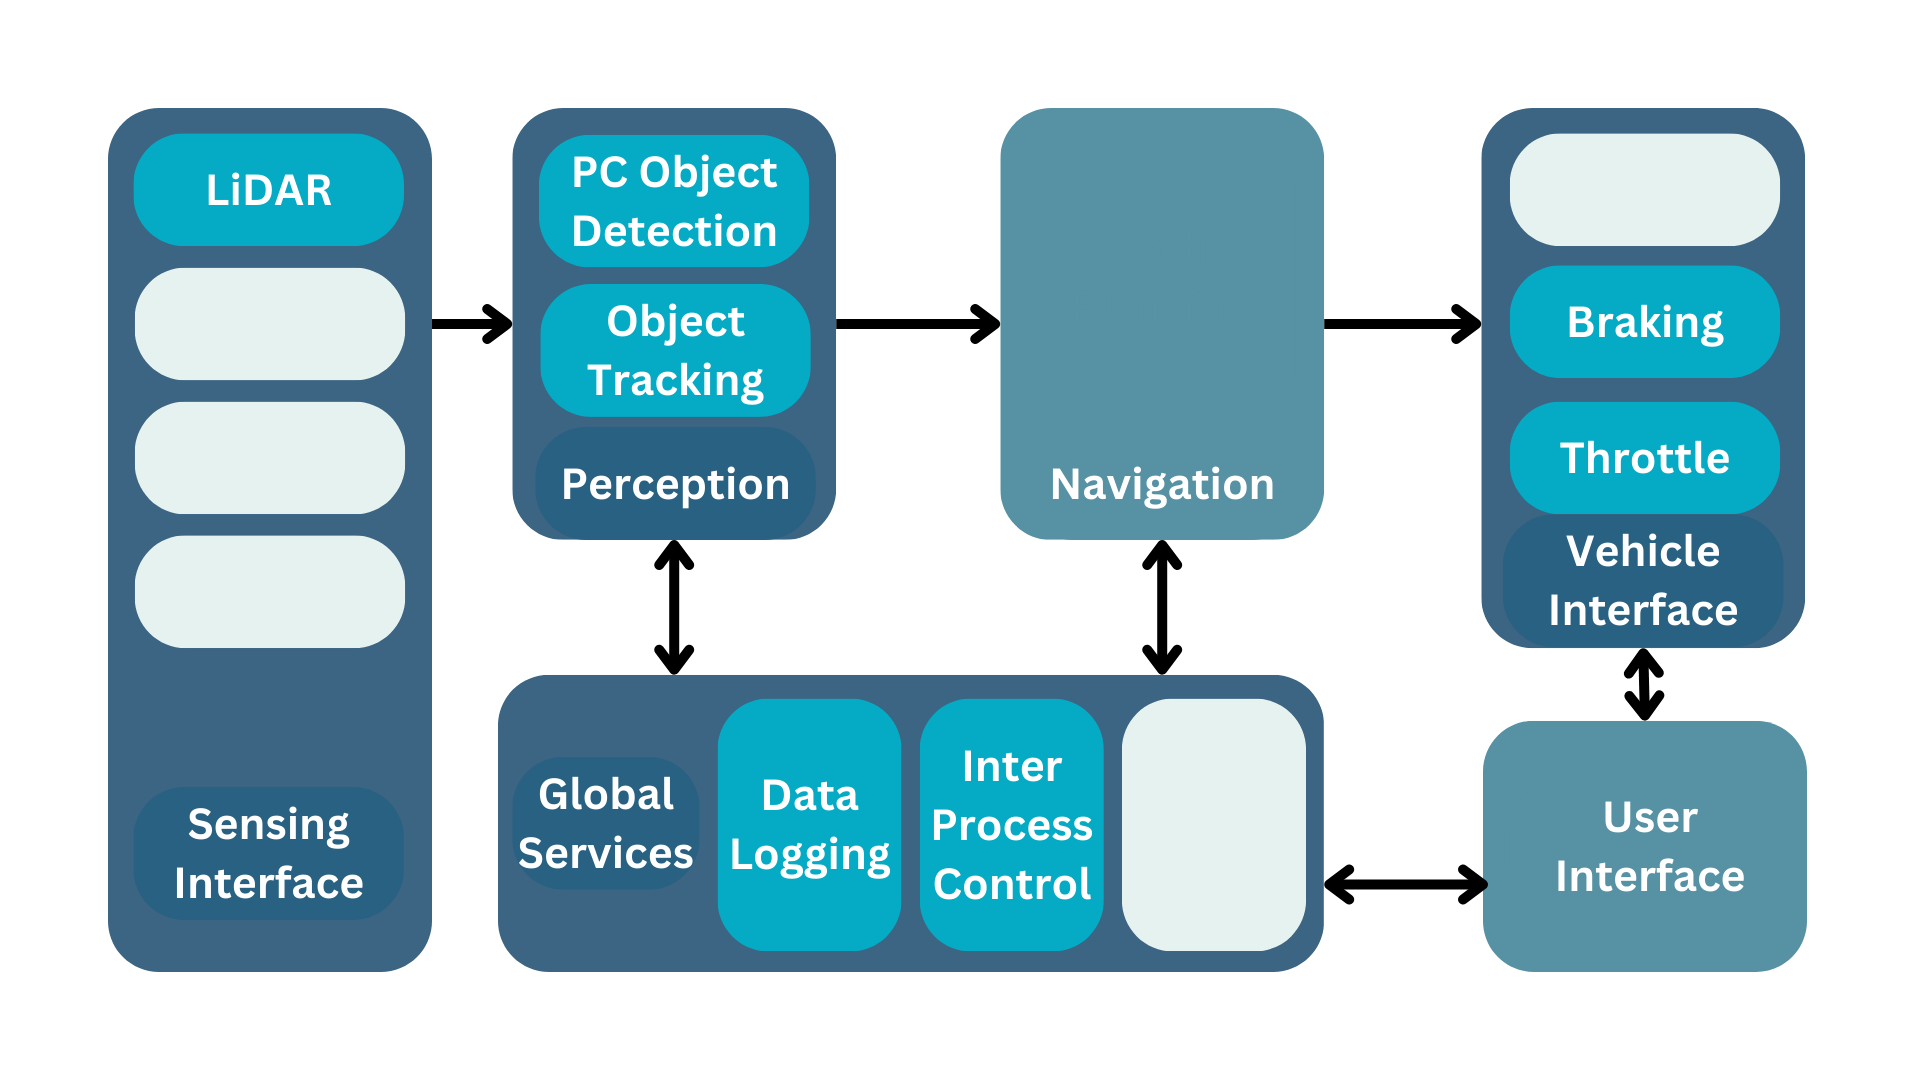 LiDAR
Sensing
Interface
PC Object
Detection
Object
Tracking
Perception
Navigation
Braking
Throttle
Vehicle
Interface
Global
Services
Data
Logging
Inter
Process
Control
User
Interface